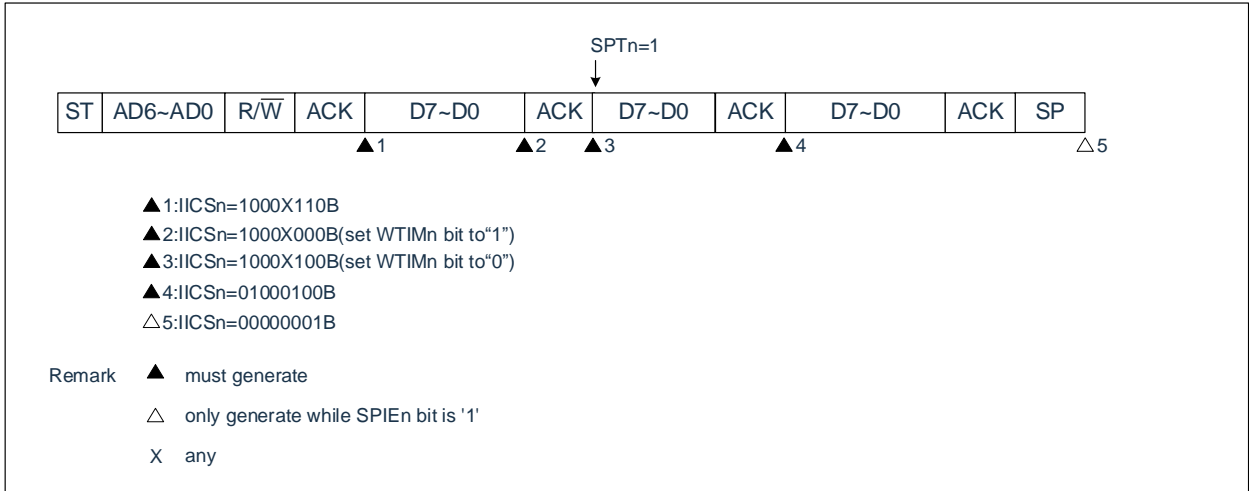 SPTn=1
ST AD6~AD0 R/W̅ ACK D7~D0 ACK D7~D0 ACK D7~D0 ACK SP
▲1 ▲2 ▲3 ▲4 △5
▲1:IICSn=1000X110B
▲2:IICSn=1000X000B(set WTIMn bit to“1”)
▲3:IICSn=1000X100B(set WTIMn bit to“0”)
▲4:IICSn=01000100B
△5:IICSn=00000001B
Remark ▲ must generate
△ only generate while SPIEn bit is '1'
X any